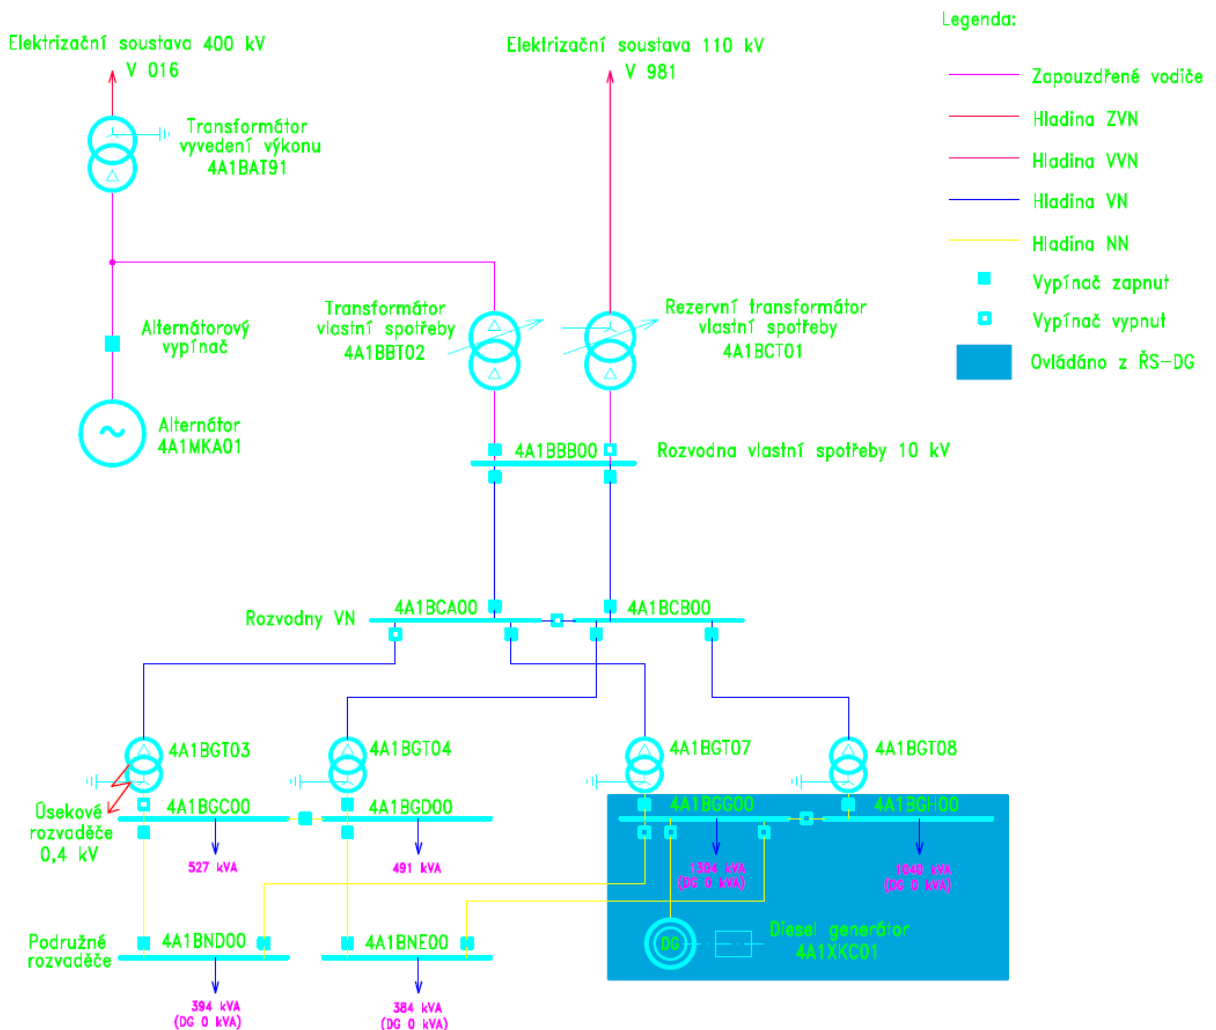 Legenda:
Elektrizační soustava 400 kV
V 016
Elektrizační soustava 110 kV
V 981
Zapouzdřené vodiče
Hladina ZVN
Hladina VVN
Hladina VN
Hladina NN
Vypínač zapnut
Vypínač vypnut
Ovládáno z ŘS-DG
Transformátor
vyvedení výkonu
4A1BAT91
Transformátor
vlastní spotřeby
4A1BBT02
Rezervní transformátor
vlastní spotřeby
4A1BCT01
Alternátorový
vypínač
Alternátor
4A1MKA01
4A1BBB00
Rozvodna vlastní spotřeby 10 kV
Rozvodny VN
4A1BCA00
4A1BCB00
4A1BGT03
4A1BGT04
4A1BGT07
4A1BGT08
Úsekové
rozvaděče
0,4 kV
4A1BGC00
4A1BGD00
4A1BGG00
4A1BGH00
527 kVA
491 kVA
1304 kVA
(DG 0 kVA)
1040 kVA
(DG 0 kVA)
Podružné
rozvaděče
4A1BND00
4A1BNE00
DG
Diesel generátor
4A1XKC01
394 kVA
(DG 0 kVA)
384 kVA
(DG 0 kVA)